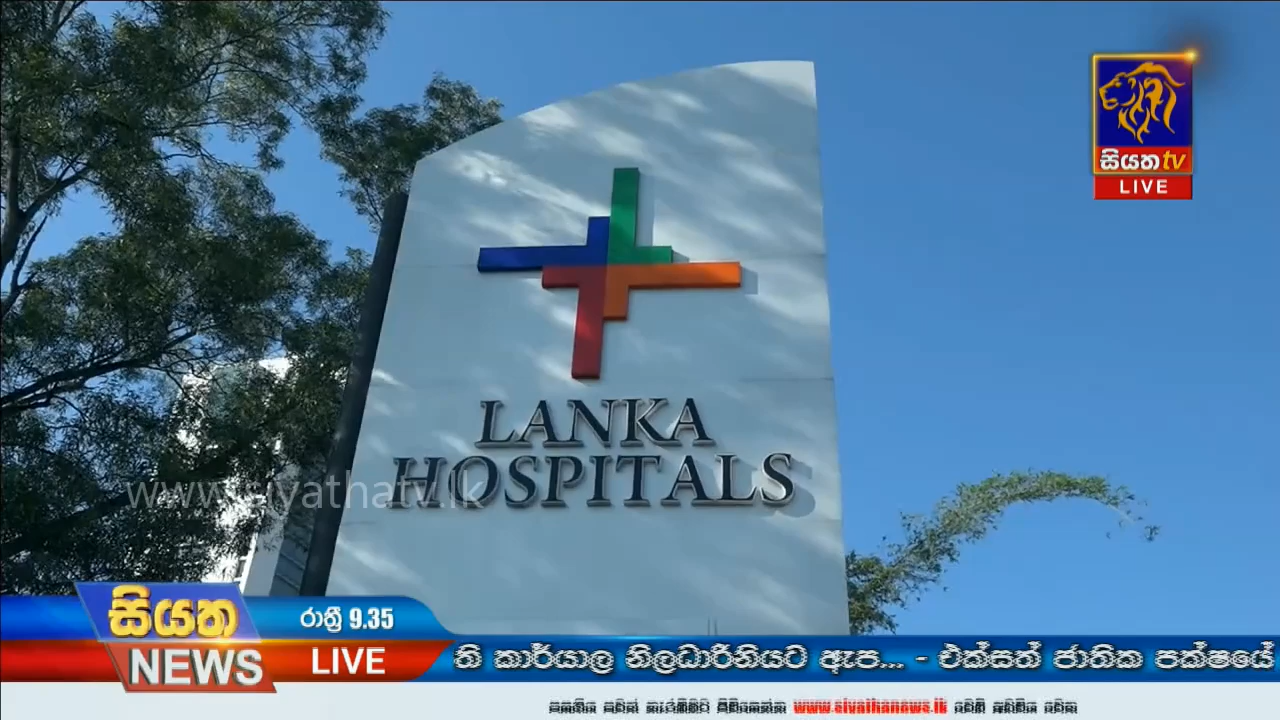 සියත tv
LIVE
LANKA
HOSPITALS
www.siyathatv.lk
සියත
NEWS
රාත්‍රී 9.35
LIVE
ති කාර්යාල නිලධාරිනියට ඇප... - එක්සත් ජාතික පක්ෂයේ
www.siyathanews.lk